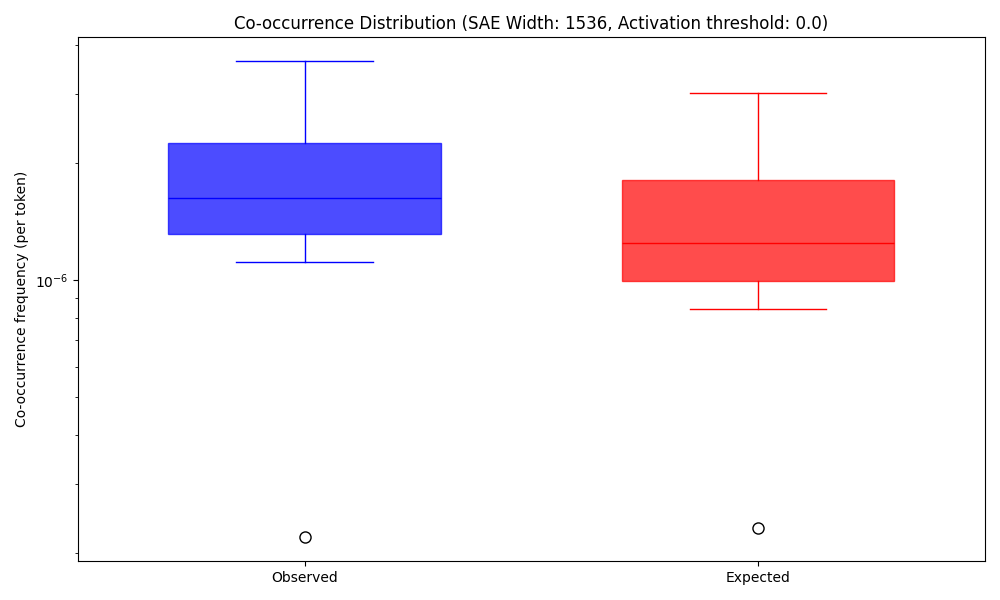 Co-occurrence Distribution (SAE Width: 1536, Activation threshold: 0.0)
Co-occurrence frequency (per token)
10⁻⁶
Observed
Expected